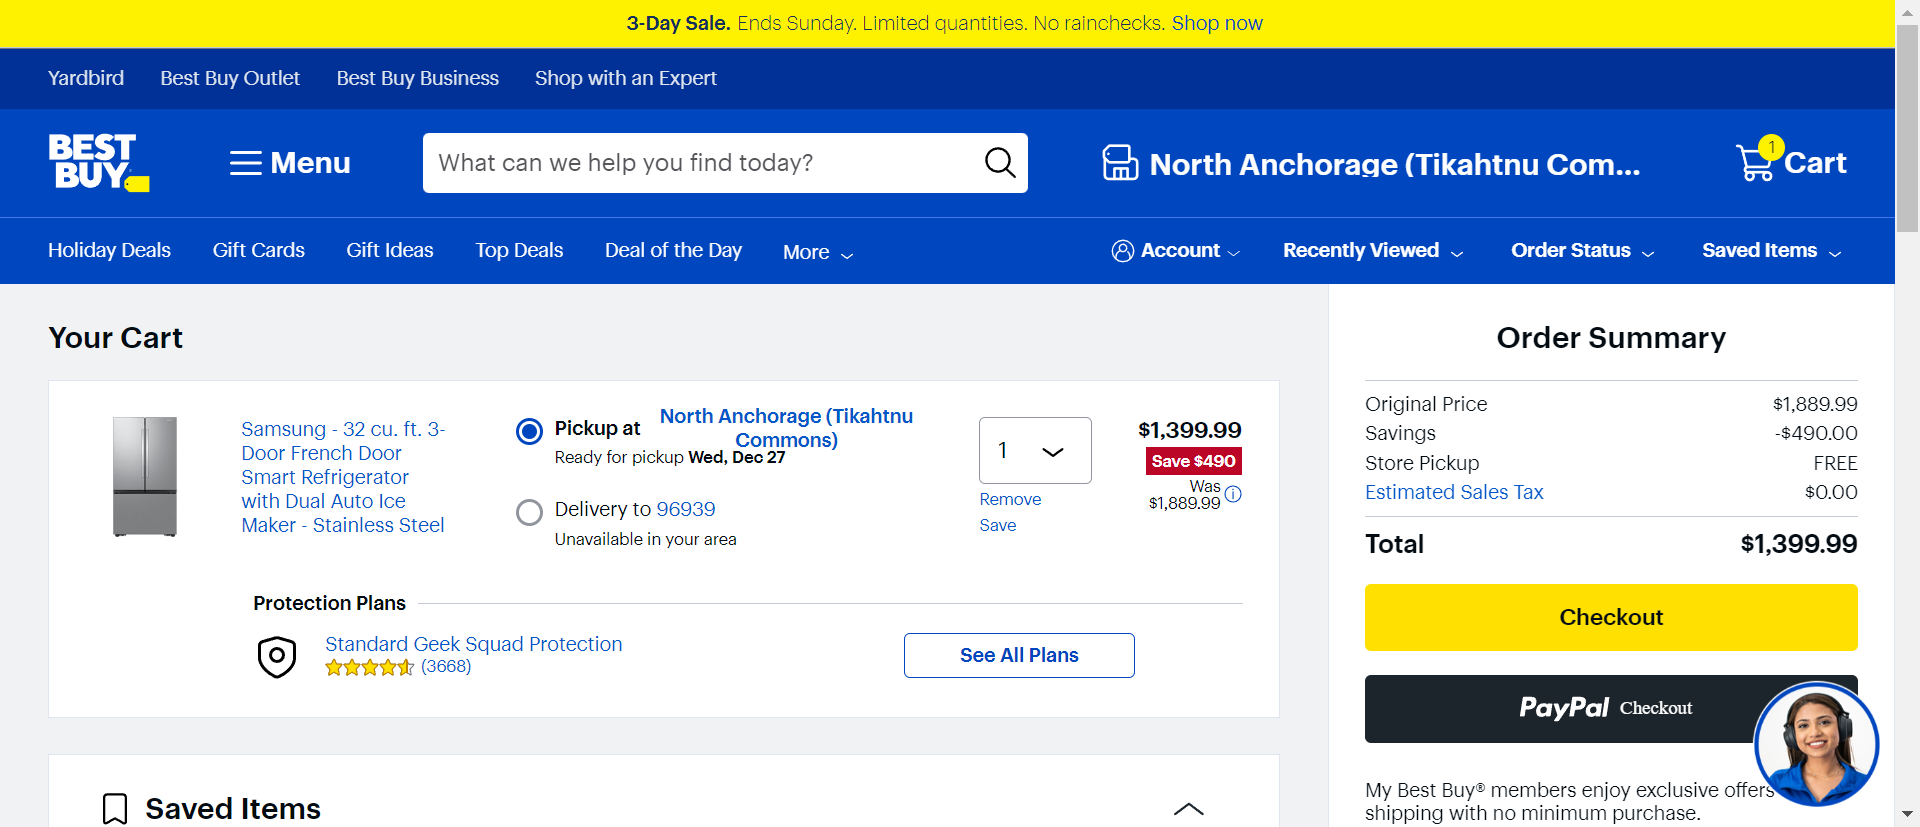 3-Day Sale. Ends Sunday. Limited quantities. No rainchecks. Shop now
Yardbird Best Buy Outlet Best Buy Business Shop with an Expert
BEST
BUY
Menu
What can we help you find today?
North Anchorage (Tikahtnu Com...
1
Cart
Holiday Deals Gift Cards Gift Ideas Top Deals Deal of the Day More
Account Recently Viewed Order Status Saved Items
Your Cart
Samsung - 32 cu. ft. 3-
Door French Door
Smart Refrigerator
with Dual Auto Ice
Maker - Stainless Steel
Pickup at North Anchorage (Tikahtnu
Commons)
Ready for pickup Wed, Dec 27
Delivery to 96939
Unavailable in your area
1
Remove
Save
$1,399.99
Save $490
Was
$1,889.99
Protection Plans
Standard Geek Squad Protection
(3668)
See All Plans
Saved Items
Order Summary
Original Price $1,889.99
Savings -$490.00
Store Pickup FREE
Estimated Sales Tax $0.00
Total $1,399.99
Checkout
PayPal Checkout
My Best Buy® members enjoy exclusive offers
shipping with no minimum purchase.